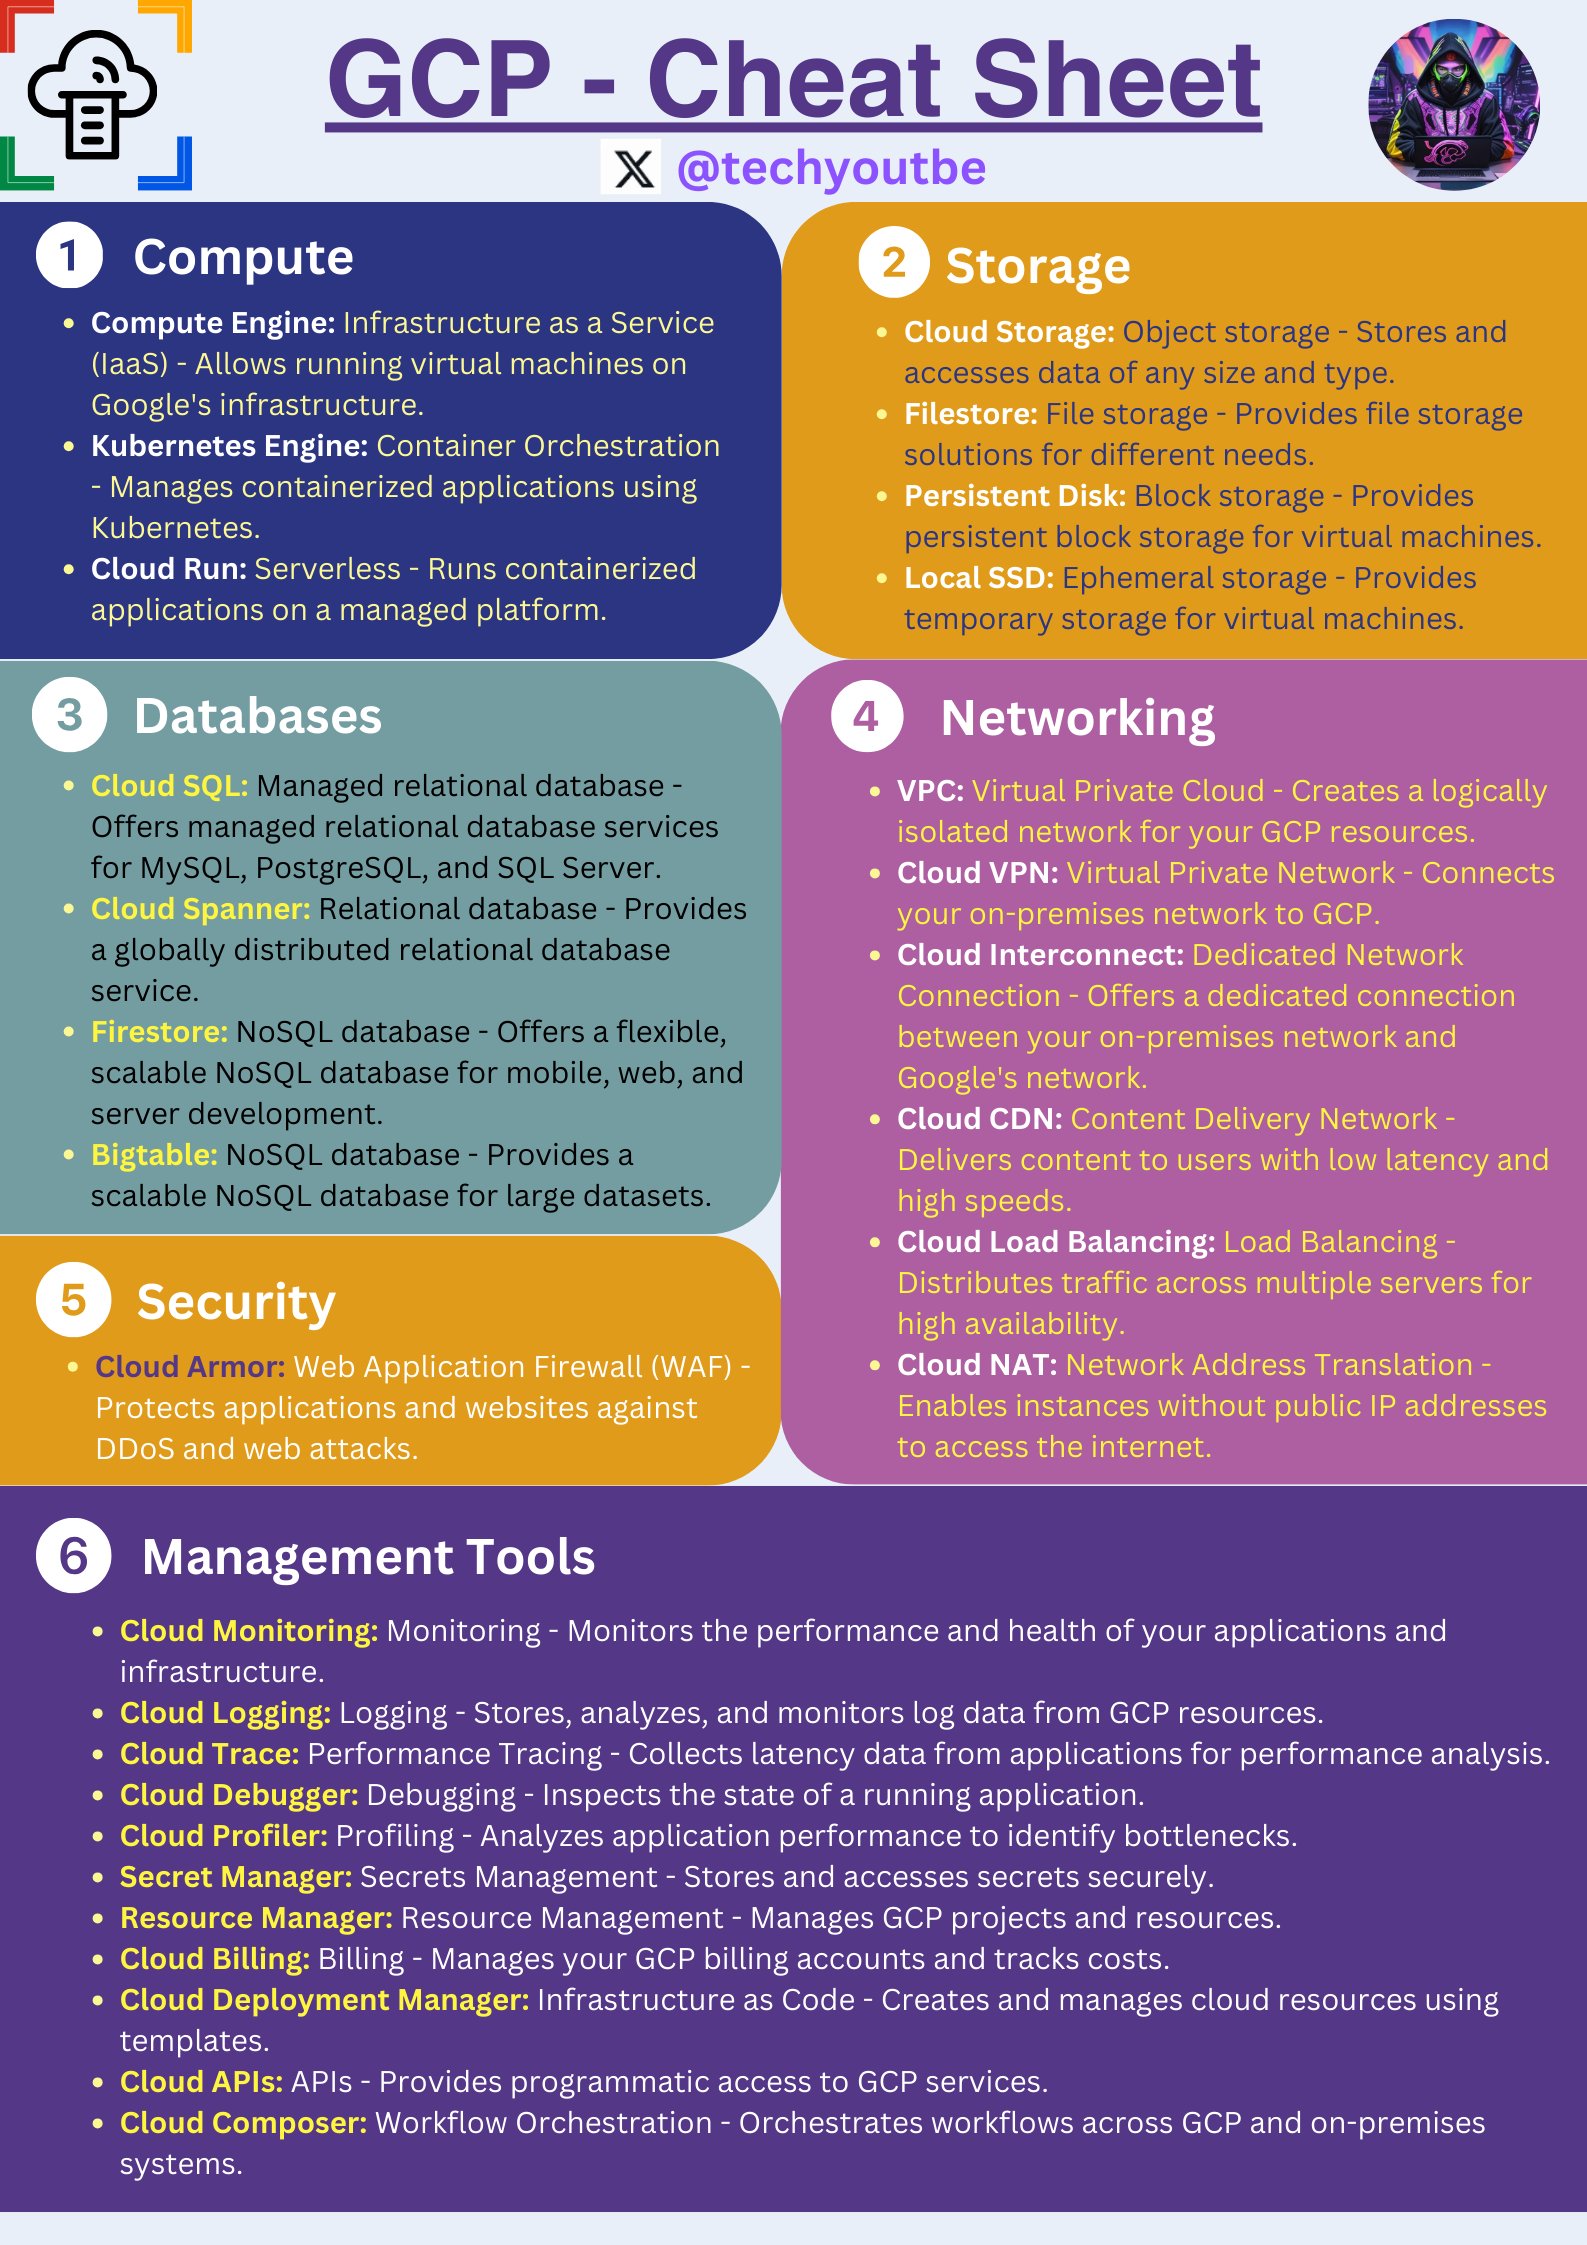 GCP - Cheat Sheet
X @techyoutbe
1 Compute
• Compute Engine: Infrastructure as a Service
(IaaS) - Allows running virtual machines on
Google's infrastructure.
• Kubernetes Engine: Container Orchestration
- Manages containerized applications using
Kubernetes.
• Cloud Run: Serverless - Runs containerized
applications on a managed platform.
2 Storage
• Cloud Storage: Object storage - Stores and
accesses data of any size and type.
• Filestore: File storage - Provides file storage
solutions for different needs.
• Persistent Disk: Block storage - Provides
persistent block storage for virtual machines.
• Local SSD: Ephemeral storage - Provides
temporary storage for virtual machines.
3 Databases
• Cloud SQL: Managed relational database -
Offers managed relational database services
for MySQL, PostgreSQL, and SQL Server.
• Cloud Spanner: Relational database - Provides
a globally distributed relational database
service.
• Firestore: NoSQL database - Offers a flexible,
scalable NoSQL database for mobile, web, and
server development.
• Bigtable: NoSQL database - Provides a
scalable NoSQL database for large datasets.
4 Networking
• VPC: Virtual Private Cloud - Creates a logically
isolated network for your GCP resources.
• Cloud VPN: Virtual Private Network - Connects
your on-premises network to GCP.
• Cloud Interconnect: Dedicated Network
Connection - Offers a dedicated connection
between your on-premises network and
Google's network.
• Cloud CDN: Content Delivery Network -
Delivers content to users with low latency and
high speeds.
• Cloud Load Balancing: Load Balancing -
Distributes traffic across multiple servers for
high availability.
• Cloud NAT: Network Address Translation -
Enables instances without public IP addresses
to access the internet.
5 Security
• Cloud Armor: Web Application Firewall (WAF) -
Protects applications and websites against
DDoS and web attacks.
6 Management Tools
• Cloud Monitoring: Monitoring - Monitors the performance and health of your applications and
infrastructure.
• Cloud Logging: Logging - Stores, analyzes, and monitors log data from GCP resources.
• Cloud Trace: Performance Tracing - Collects latency data from applications for performance analysis.
• Cloud Debugger: Debugging - Inspects the state of a running application.
• Cloud Profiler: Profiling - Analyzes application performance to identify bottlenecks.
• Secret Manager: Secrets Management - Stores and accesses secrets securely.
• Resource Manager: Resource Management - Manages GCP projects and resources.
• Cloud Billing: Billing - Manages your GCP billing accounts and tracks costs.
• Cloud Deployment Manager: Infrastructure as Code - Creates and manages cloud resources using
templates.
• Cloud APIs: APIs - Provides programmatic access to GCP services.
• Cloud Composer: Workflow Orchestration - Orchestrates workflows across GCP and on-premises
systems.